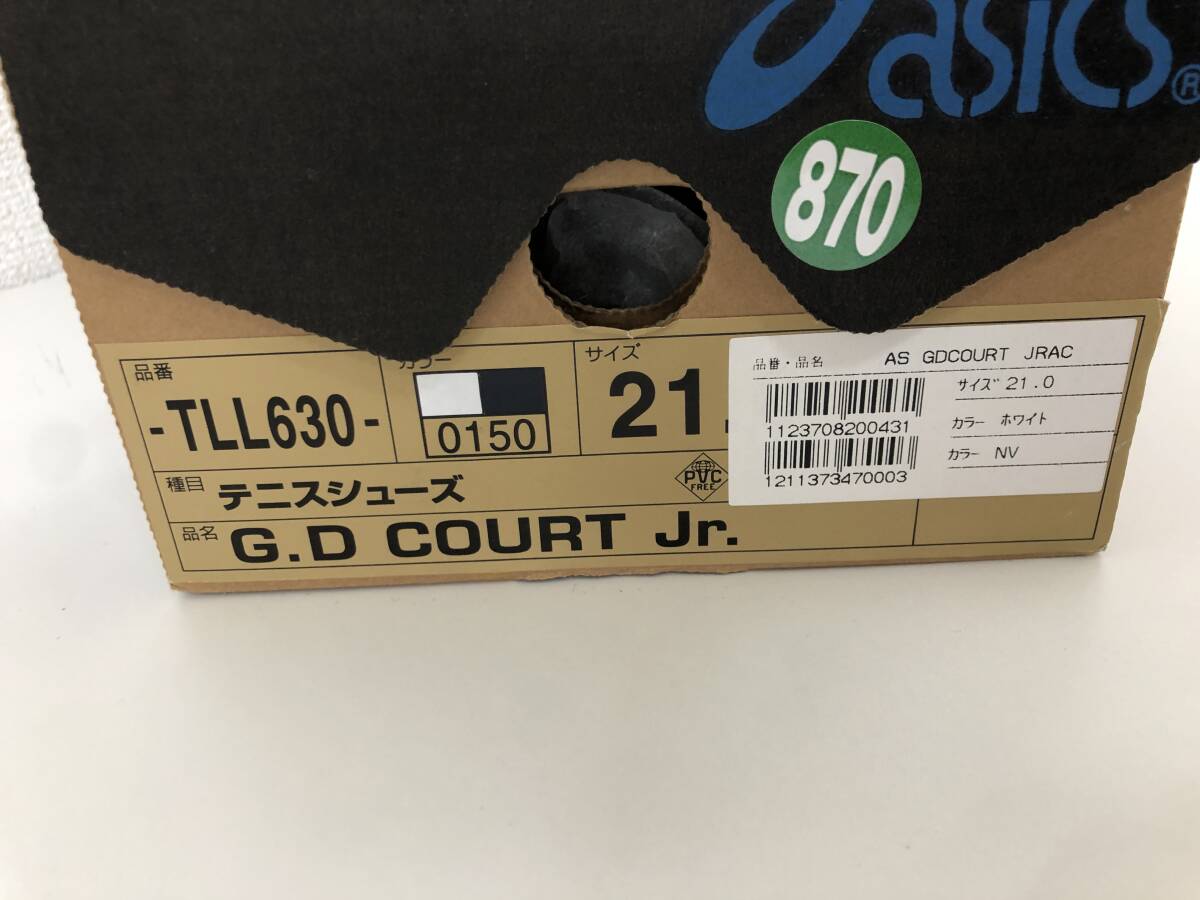 asics®
870
品番
カラー
サイズ
-TLL630-
0150
21.
種目
テニスシューズ
PVC
FREE
品名
G.D COURT Jr.
品番・品名 AS GDCOURT JRAC
サイズ 21.0
1123708200431
カラー ホワイト
1211373470003
カラー NV